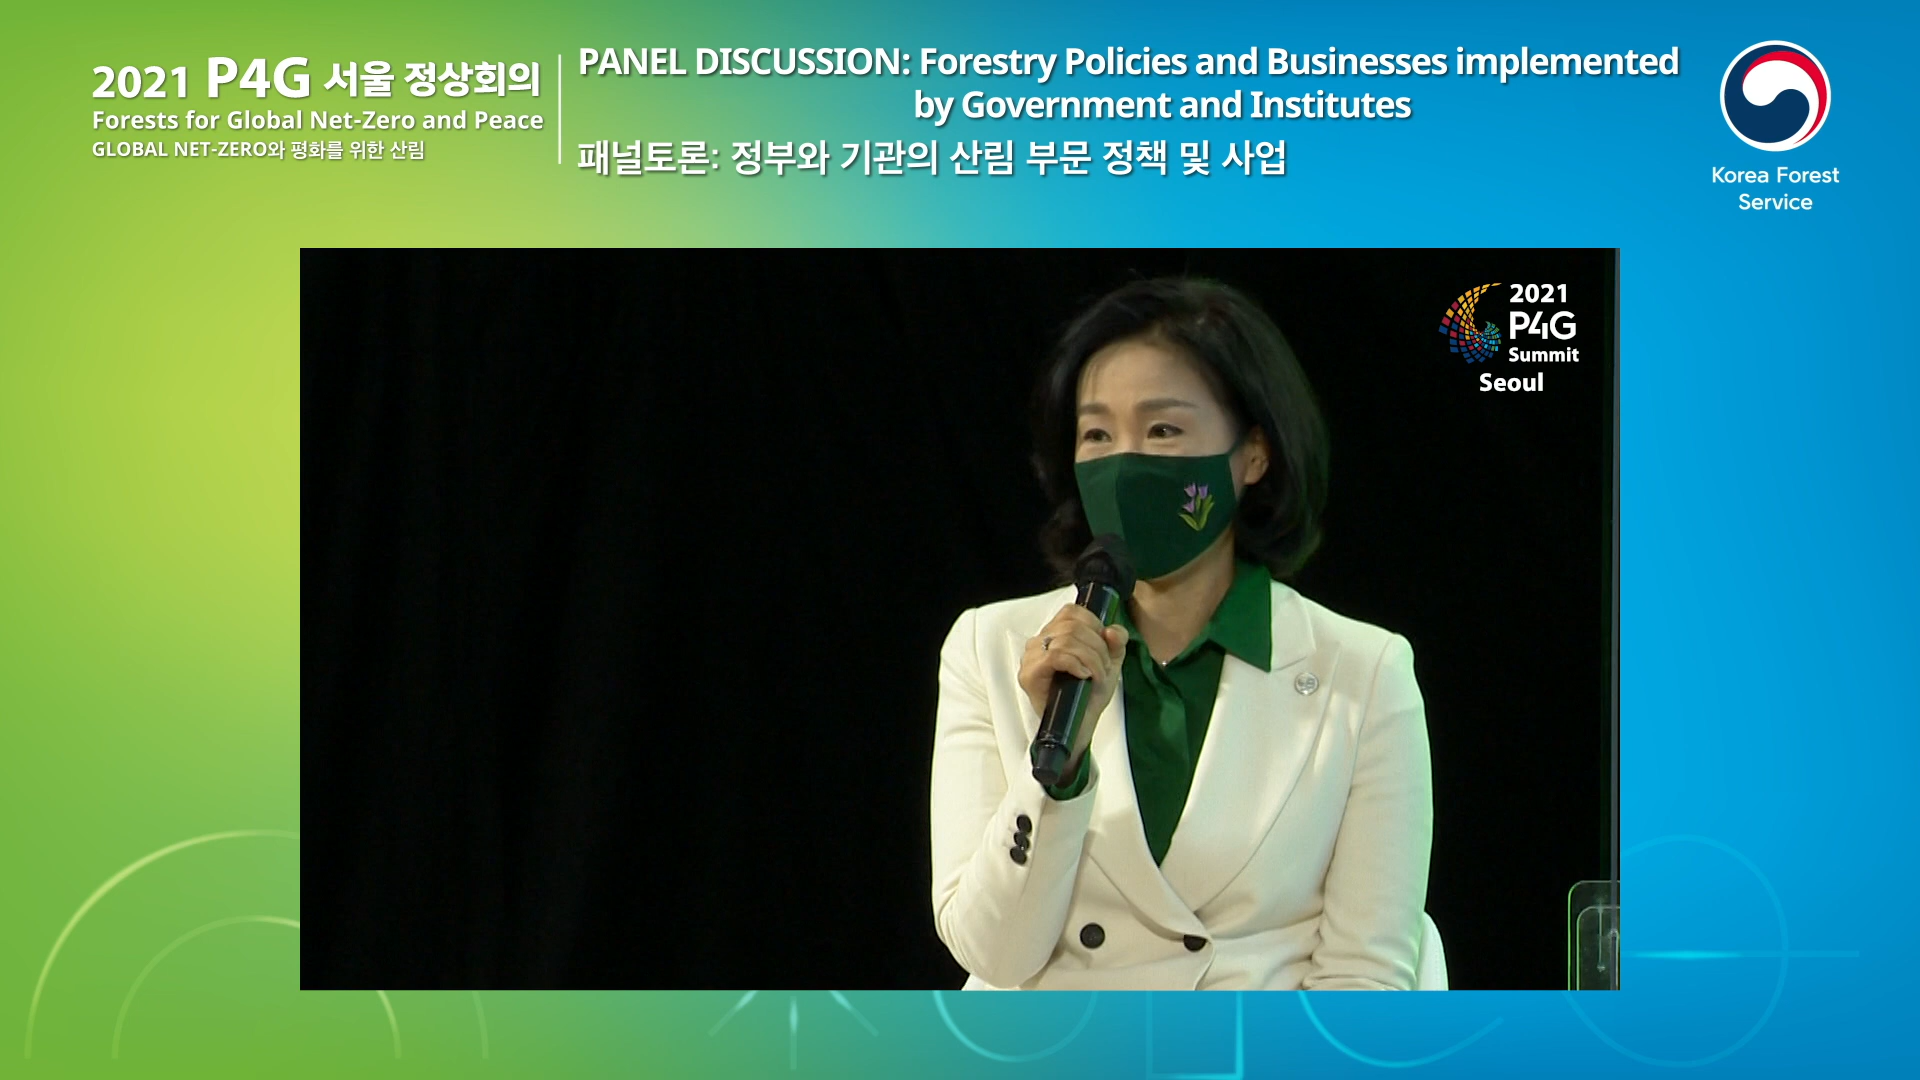 2021 P4G 서울 정상회의
Forests for Global Net-Zero and Peace
GLOBAL NET-ZERO와 평화를 위한 산림
PANEL DISCUSSION: Forestry Policies and Businesses implemented
by Government and Institutes
패널토론: 정부와 기관의 산림 부문 정책 및 사업
Korea Forest
Service
2021
P4G
Summit
Seoul